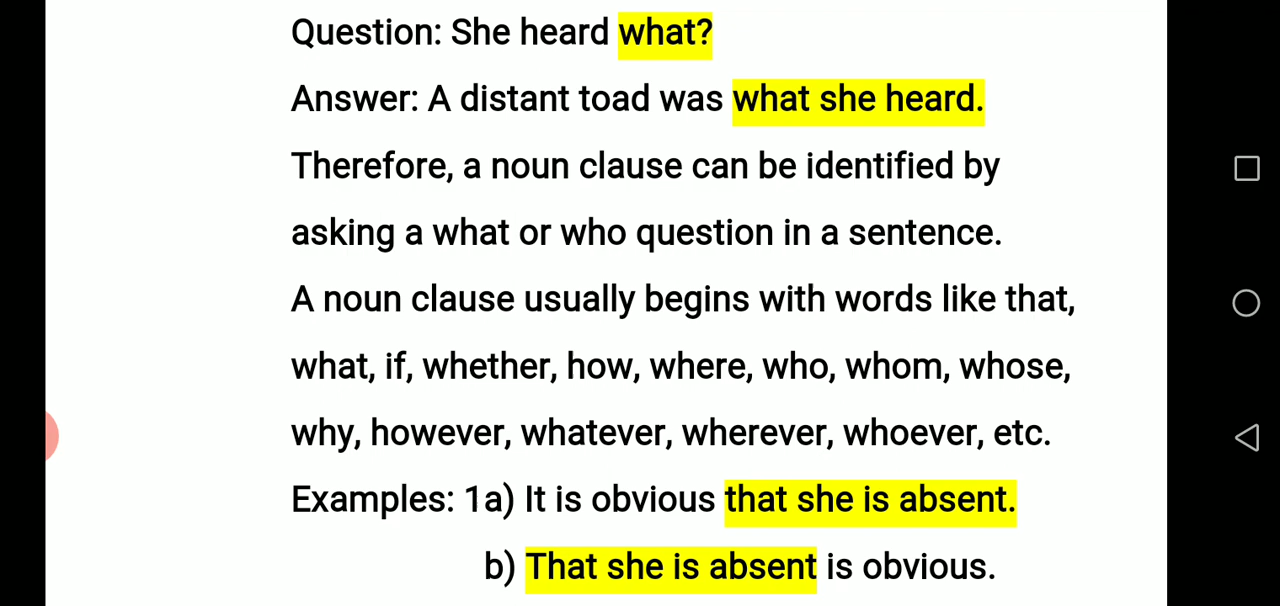 Question: She heard what?
Answer: A distant toad was what she heard.
Therefore, a noun clause can be identified by
asking a what or who question in a sentence.
A noun clause usually begins with words like that,
what, if, whether, how, where, who, whom, whose,
why, however, whatever, wherever, whoever, etc.
Examples: 1a) It is obvious that she is absent.
b) That she is absent is obvious.